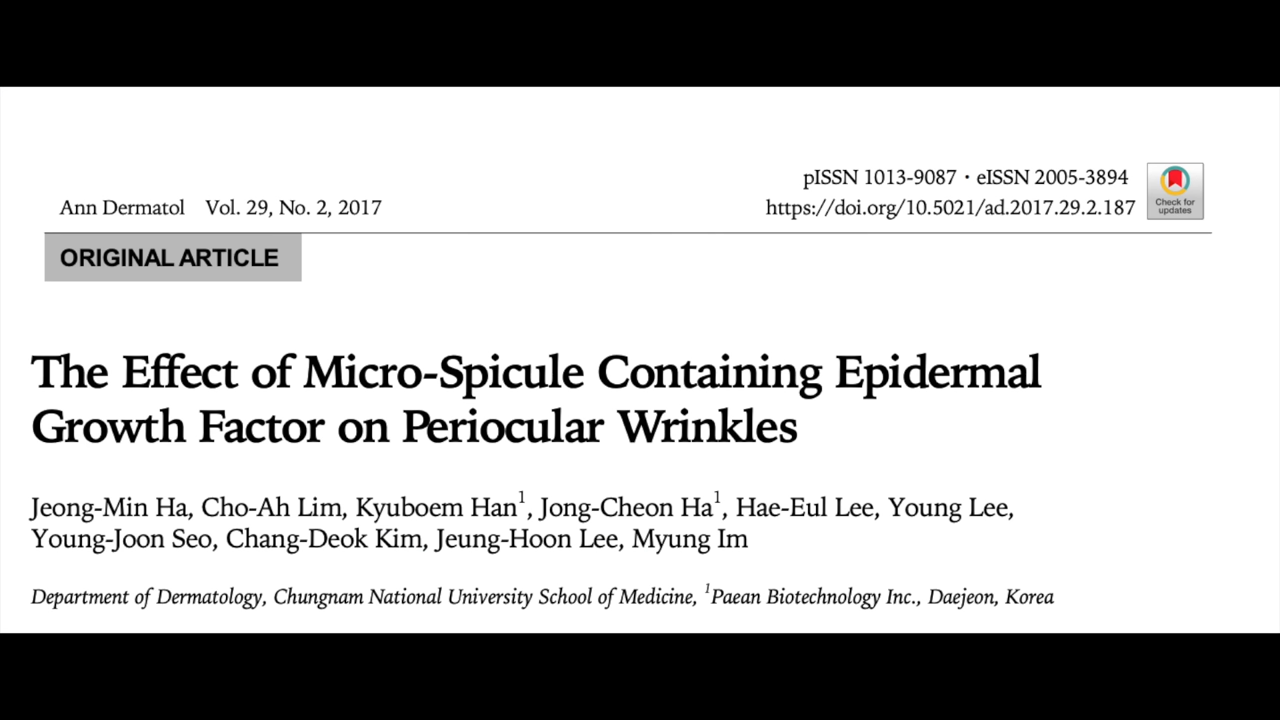 pISSN 1013-9087 • eISSN 2005-3894
Ann Dermatol Vol. 29, No. 2, 2017
https://doi.org/10.5021/ad.2017.29.2.187
Check for
updates
ORIGINAL ARTICLE
The Effect of Micro-Spicule Containing Epidermal
Growth Factor on Periocular Wrinkles
Jeong-Min Ha, Cho-Ah Lim, Kyuboem Han1, Jong-Cheon Ha1, Hae-Eul Lee, Young Lee,
Young-Joon Seo, Chang-Deok Kim, Jeung-Hoon Lee, Myung Im
Department of Dermatology, Chungnam National University School of Medicine, 1Paean Biotechnology Inc., Daejeon, Korea